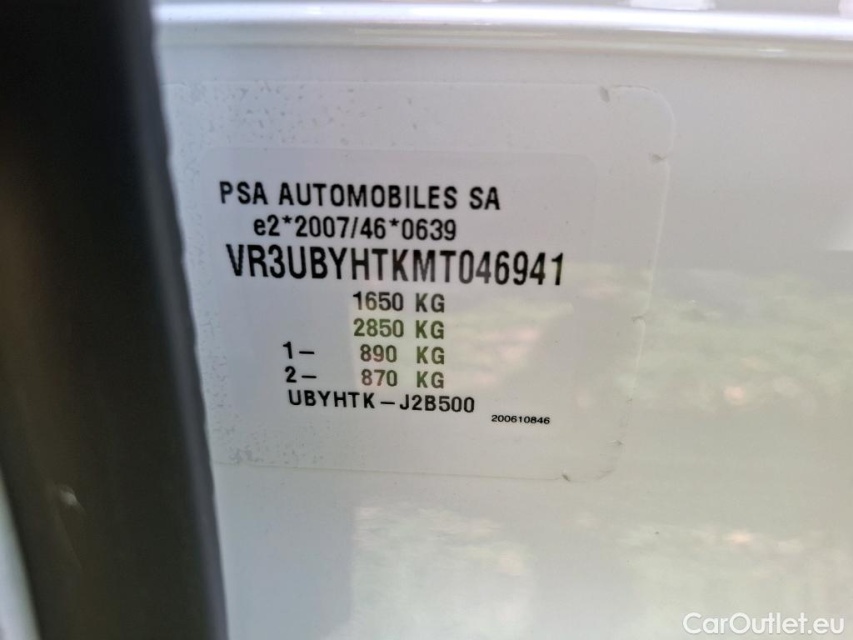 PSA AUTOMOBILES SA
e2*2007/46*0639
VR3UBYHTKMT046941
1650 KG
2850 KG
1– 890 KG
2– 870 KG
UBYHTK–J2B500
200610846
CarOutlet.eu